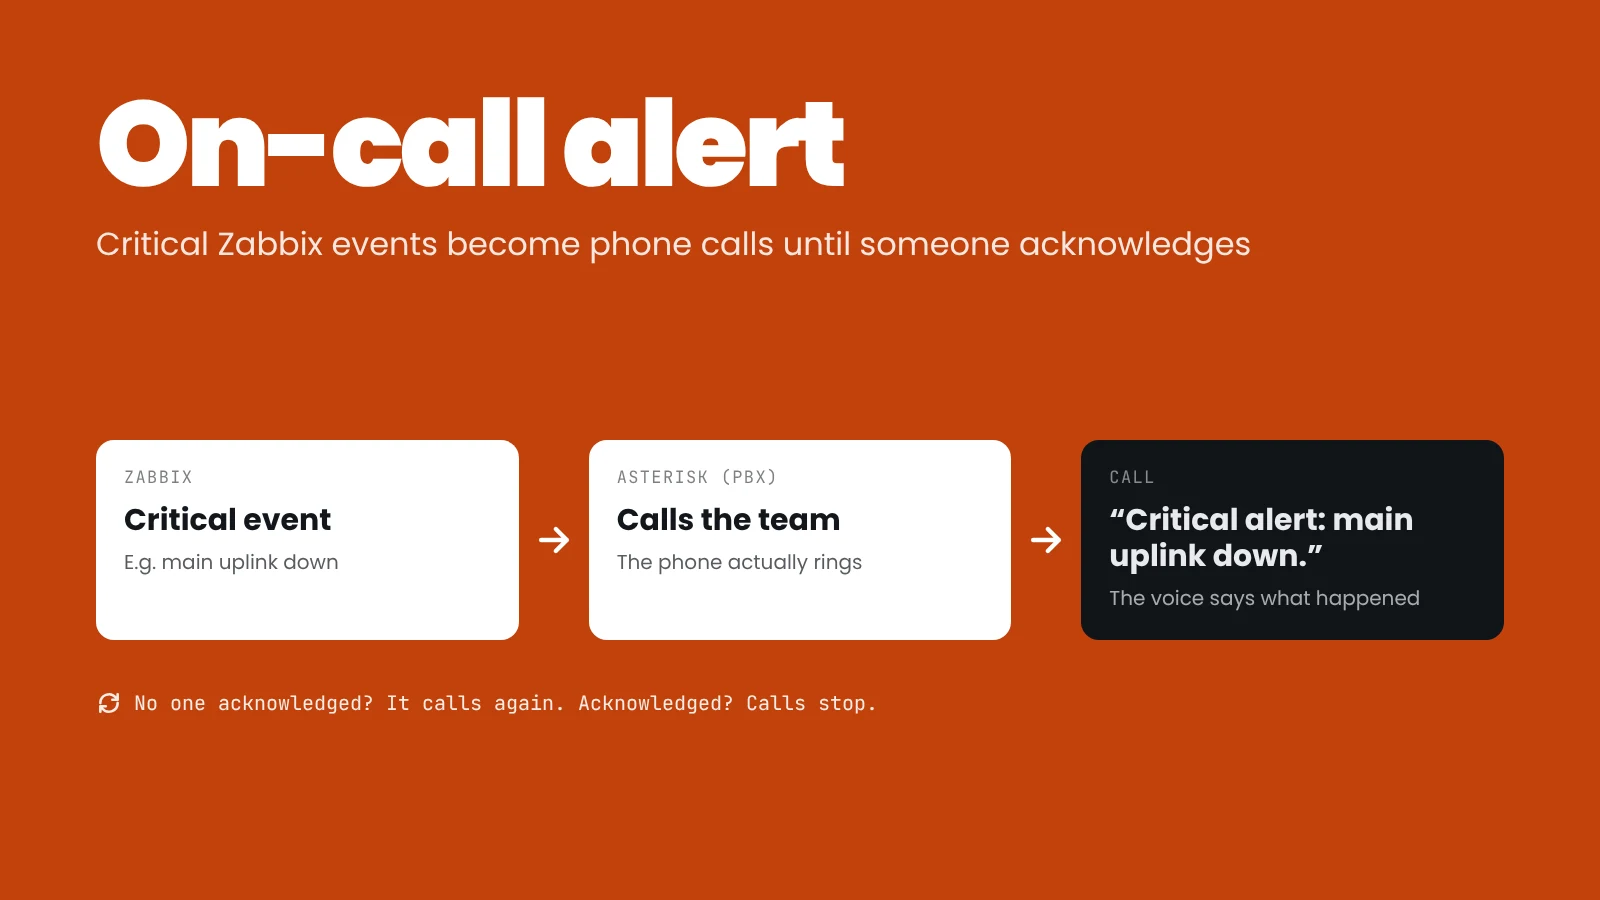 On-call alert
Critical Zabbix events become phone calls until someone acknowledges
ZABBIX
Critical event
E.g. main uplink down
ASTERISK (PBX)
Calls the team
The phone actually rings
CALL
“Critical alert: main
uplink down.”
The voice says what happened
No one acknowledged? It calls again. Acknowledged? Calls stop.